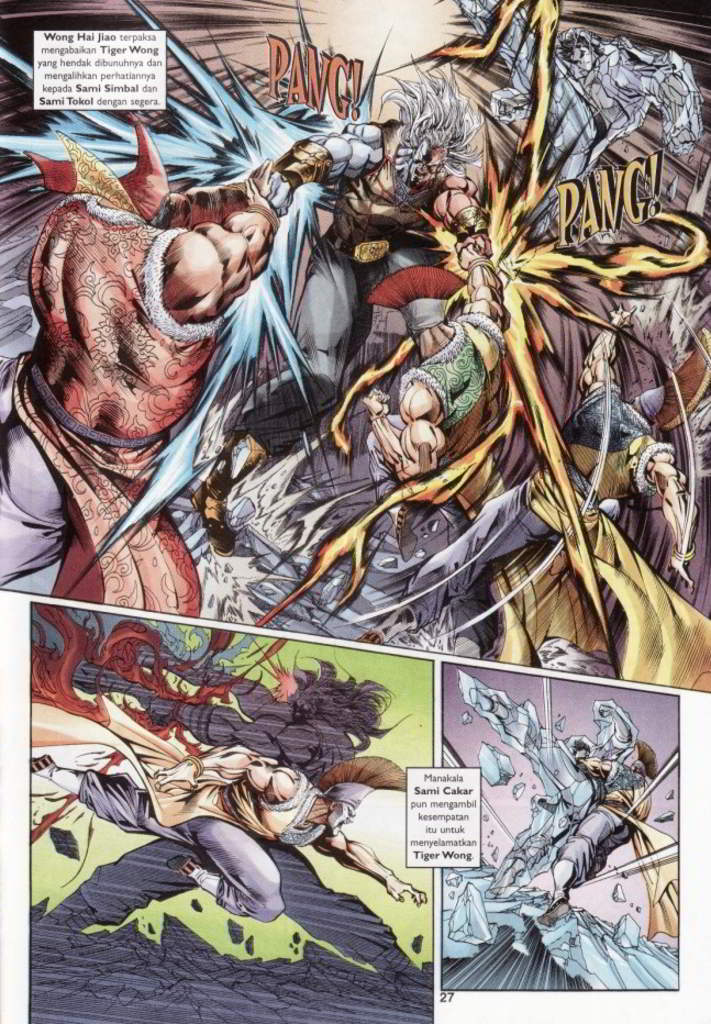 Wong Hai Jiao terpaksa
mengabaikan Tiger Wong
yang hendak dibunuhnya dan
mengalihkan perhatiannya
kepada Sami Simbal dan
Sami Tokol dengan segera.
PANG!
PANG!
Manakala
Sami Cakar
pun mengambil
kesempatan
itu untuk
menyelamatkan
Tiger Wong.
27